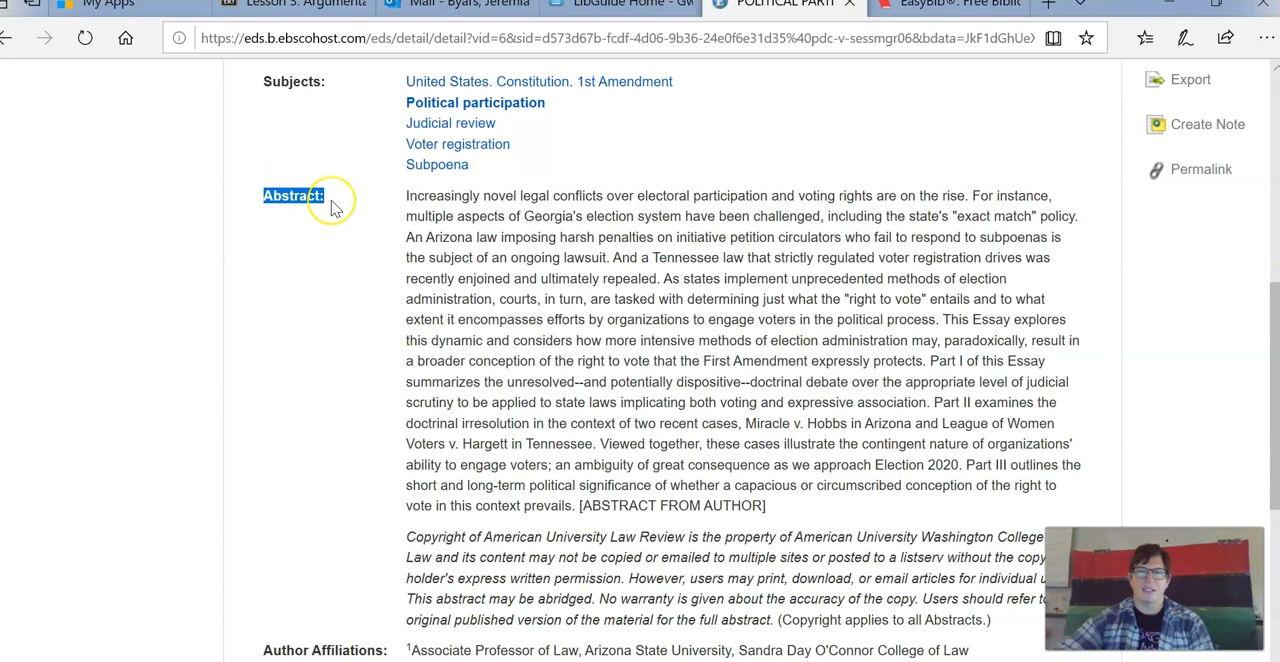 My Apps
Lesson 3. Argumenta
Mail - Byars, Jeremia
LibGuide Home - GW
POLITICAL PARTI
EasyBib®: Free Biblic
https://eds.b.ebscohost.com/eds/detail/detail?vid=6&sid=d573d67b-fcdf-4d06-9b36-24e0f6e31d35%40pdc-v-sessmgr06&bdata=JkF1dGhUeX
Subjects:
United States. Constitution. 1st Amendment
Political participation
Judicial review
Voter registration
Subpoena
Export
Create Note
Permalink
Abstract:
Increasingly novel legal conflicts over electoral participation and voting rights are on the rise. For instance,
multiple aspects of Georgia's election system have been challenged, including the state's "exact match" policy.
An Arizona law imposing harsh penalties on initiative petition circulators who fail to respond to subpoenas is
the subject of an ongoing lawsuit. And a Tennessee law that strictly regulated voter registration drives was
recently enjoined and ultimately repealed. As states implement unprecedented methods of election
administration, courts, in turn, are tasked with determining just what the "right to vote" entails and to what
extent it encompasses efforts by organizations to engage voters in the political process. This Essay explores
this dynamic and considers how more intensive methods of election administration may, paradoxically, result in
a broader conception of the right to vote that the First Amendment expressly protects. Part I of this Essay
summarizes the unresolved--and potentially dispositive--doctrinal debate over the appropriate level of judicial
scrutiny to be applied to state laws implicating both voting and expressive association. Part II examines the
doctrinal irresolution in the context of two recent cases, Miracle v. Hobbs in Arizona and League of Women
Voters v. Hargett in Tennessee. Viewed together, these cases illustrate the contingent nature of organizations'
ability to engage voters; an ambiguity of great consequence as we approach Election 2020. Part III outlines the
short and long-term political significance of whether a capacious or circumscribed conception of the right to
vote in this context prevails. [ABSTRACT FROM AUTHOR]
Copyright of American University Law Review is the property of American University Washington College
Law and its content may not be copied or emailed to multiple sites or posted to a listserv without the copy
holder's express written permission. However, users may print, download, or email articles for individual u
This abstract may be abridged. No warranty is given about the accuracy of the copy. Users should refer to
original published version of the material for the full abstract. (Copyright applies to all Abstracts.)
Author Affiliations:
1Associate Professor of Law, Arizona State University, Sandra Day O'Connor College of Law